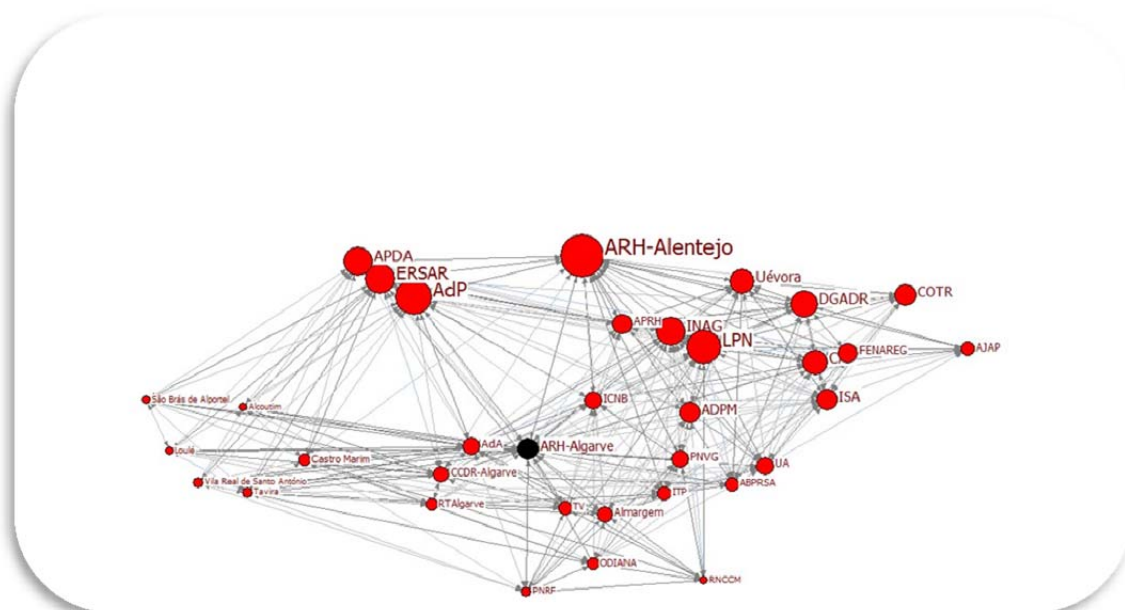 ARH-Alentejo
APDA
ERSAR
AdP
Uévora
DGADR
COTR
APRH
INAG
LPN
FENAREG
AJAP
ISA
São Brás de Alportel
Alcoutim
ICNB
ADPM
Loulé
AdA
ARH-Algarve
Castro Marim
CCDR-Algarve
PNVG
UA
Vila Real de Santo António
Tavira
ABPRSA
ITP
RTAlgarve
TV
Almargem
ODIANA
RNCCM
PNRF